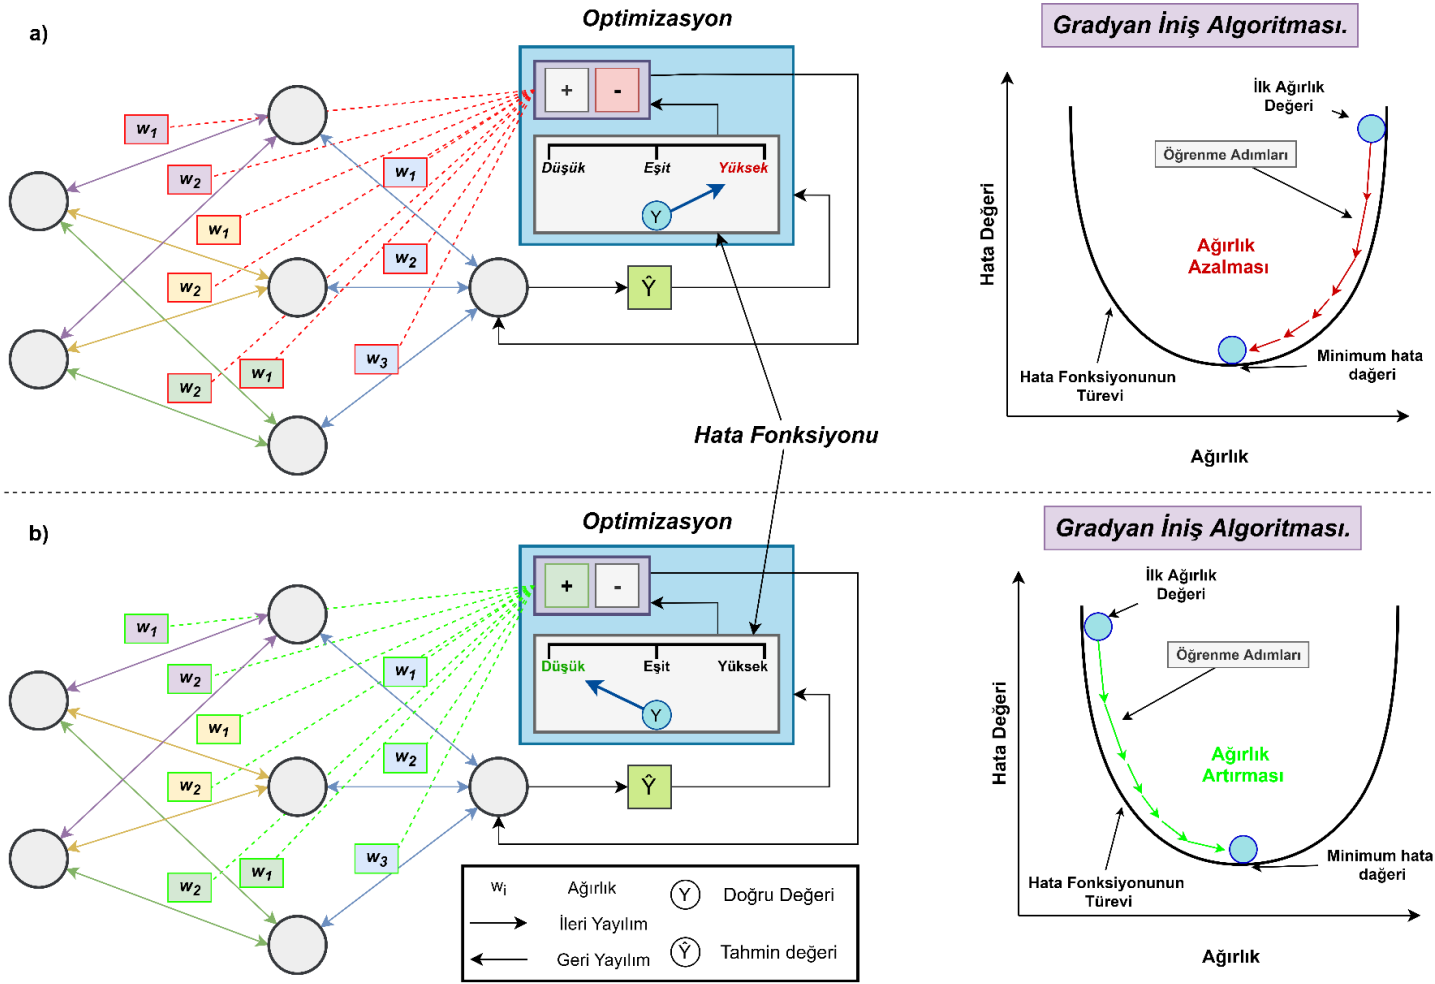 a)
Optimizasyon
+
-
Düşük
Eşit
Yüksek
Y
w1
w2
w1
w2
w2
w1
w1
w2
w3
Ŷ
Gradyan İniş Algoritması.
İlk Ağırlık
Değeri
Öğrenme Adımları
Hata Değeri
Ağırlık
Azalması
Minimum hata
dağeri
Hata Fonksiyonunun
Türevi
Ağırlık
Hata Fonksiyonu
b)
Optimizasyon
+
-
Düşük
Eşit
Yüksek
Y
w1
w2
w1
w2
w2
w1
w1
w2
w3
Ŷ
Gradyan İniş Algoritması.
İlk Ağırlık
Değeri
Öğrenme Adımları
Hata Değeri
Ağırlık
Artırması
Minimum hata
dağeri
Hata Fonksiyonunun
Türevi
Ağırlık
wi Ağırlık
Y Doğru Değeri
İleri Yayılım
Geri Yayılım
Ŷ Tahmin değeri